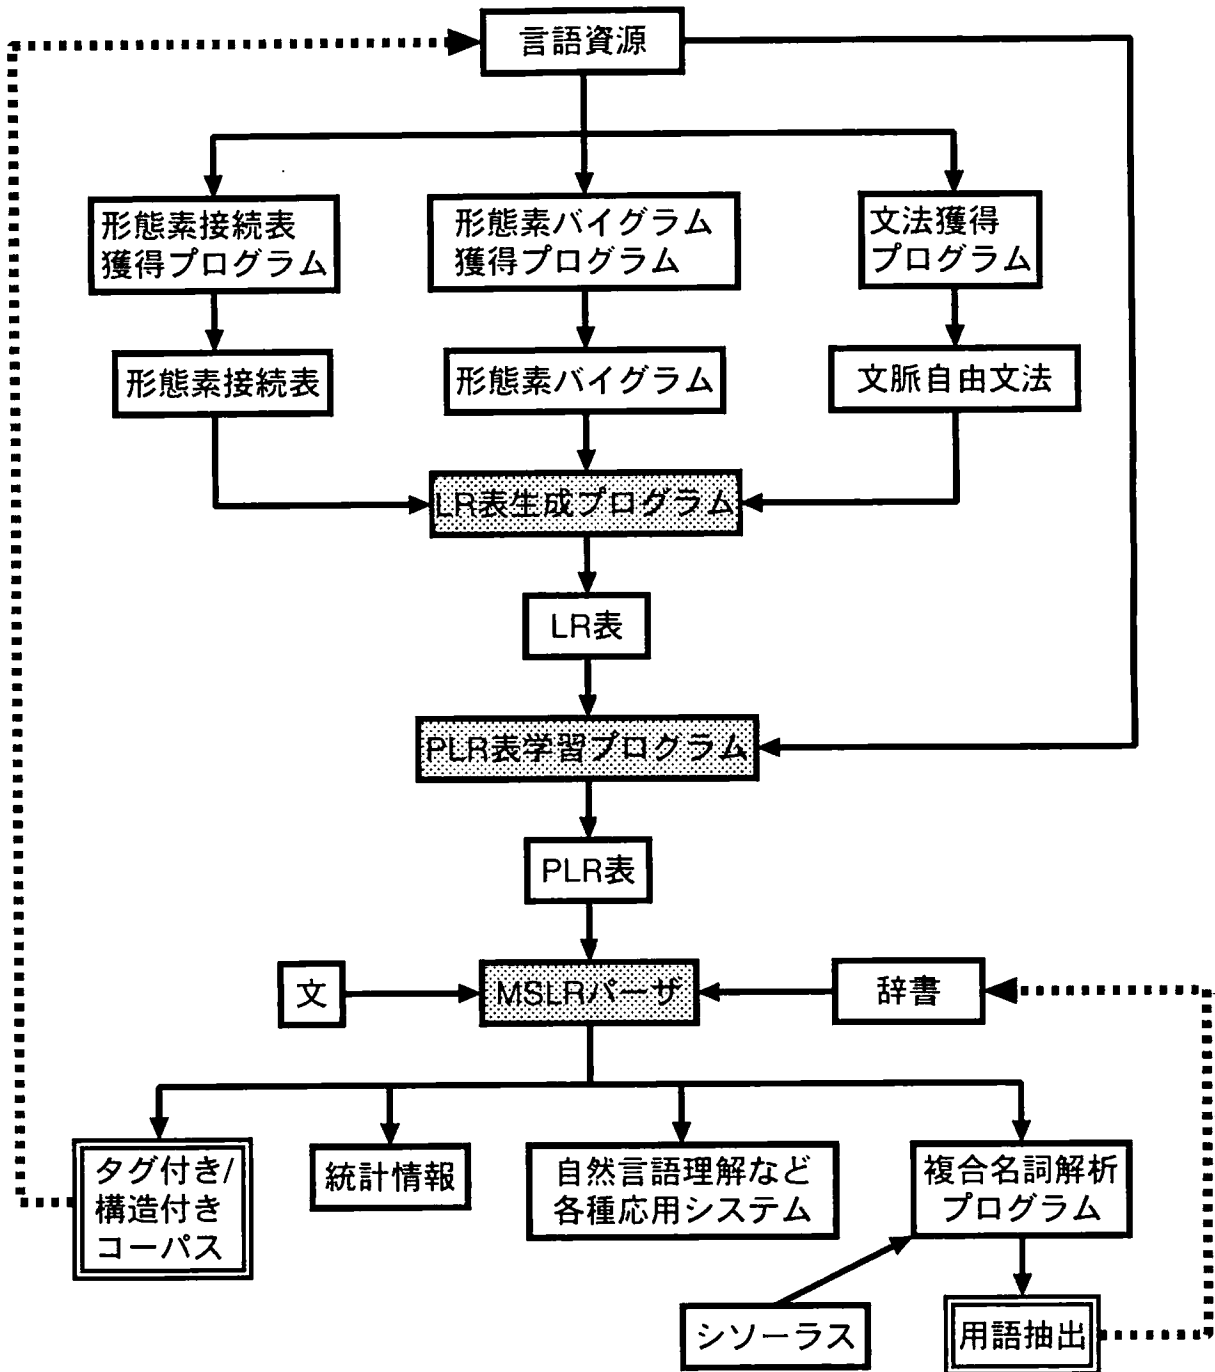 言語資源
形態素接続表
獲得プログラム
形態素バイグラム
獲得プログラム
文法獲得
プログラム
形態素接続表
形態素バイグラム
文脈自由文法
LR表生成プログラム
LR表
PLR表学習プログラム
PLR表
文
MSLRパーザ
辞書
タグ付き/
構造付き
コーパス
統計情報
自然言語理解など
各種応用システム
複合名詞解析
プログラム
シソーラス
用語抽出